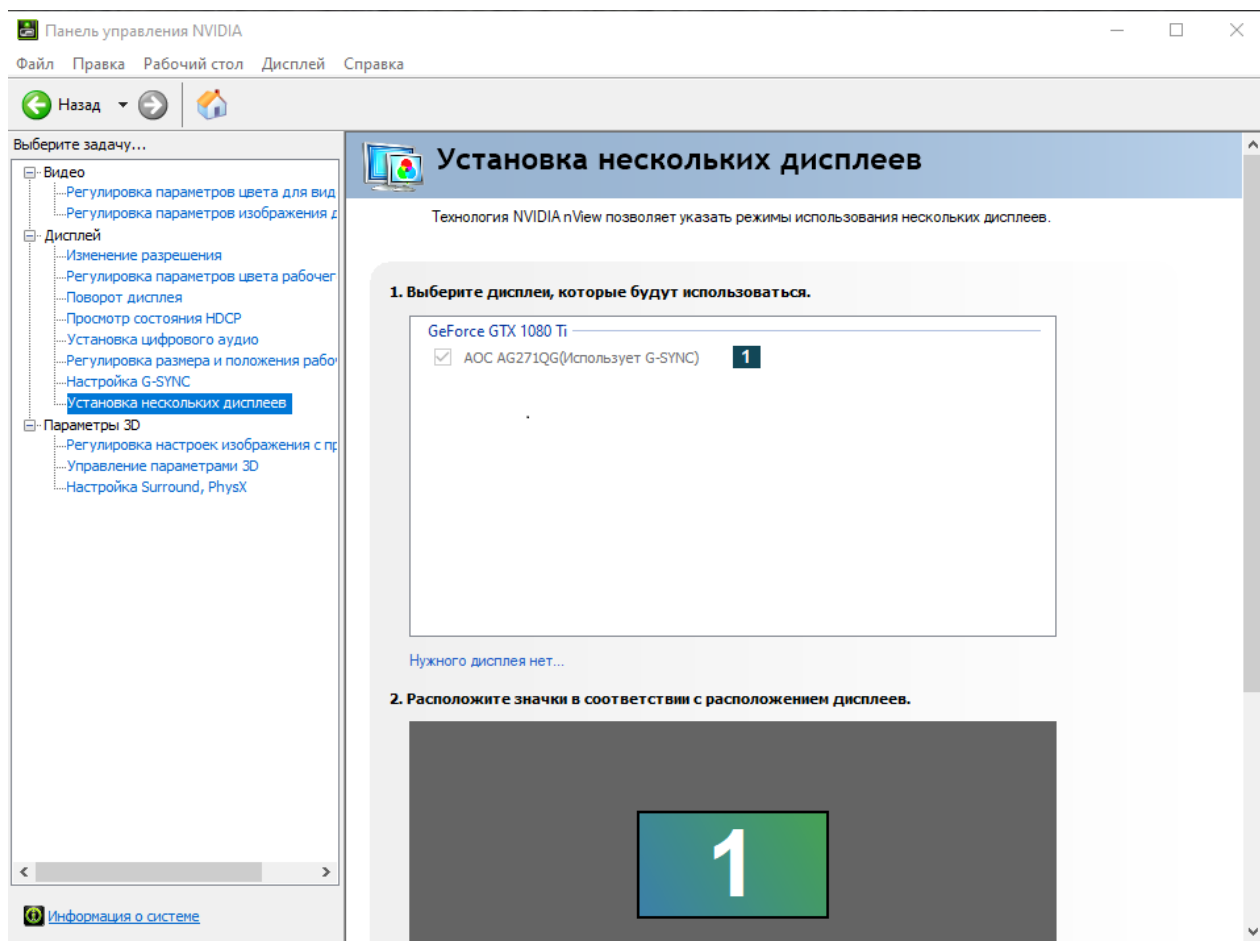 Панель управления NVIDIA
Файл Правка Рабочий стол Дисплей Справка
Назад
Выберите задачу...
Видео
Регулировка параметров цвета для вид
Регулировка параметров изображения д
Дисплей
Изменение разрешения
Регулировка параметров цвета рабочег
Поворот дисплея
Просмотр состояния HDCP
Установка цифрового аудио
Регулировка размера и положения рабоч
Настройка G-SYNC
Установка нескольких дисплеев
Параметры 3D
Регулировка настроек изображения с пр
Управление параметрами 3D
Настройка Surround, PhysX
Информация о системе
Установка нескольких дисплеев
Технология NVIDIA nView позволяет указать режимы использования нескольких дисплеев.
1. Выберите дисплеи, которые будут использоваться.
GeForce GTX 1080 Ti
AOC AG271QG(Использует G-SYNC) 1
Нужного дисплея нет...
2. Расположите значки в соответствии с расположением дисплеев.
1